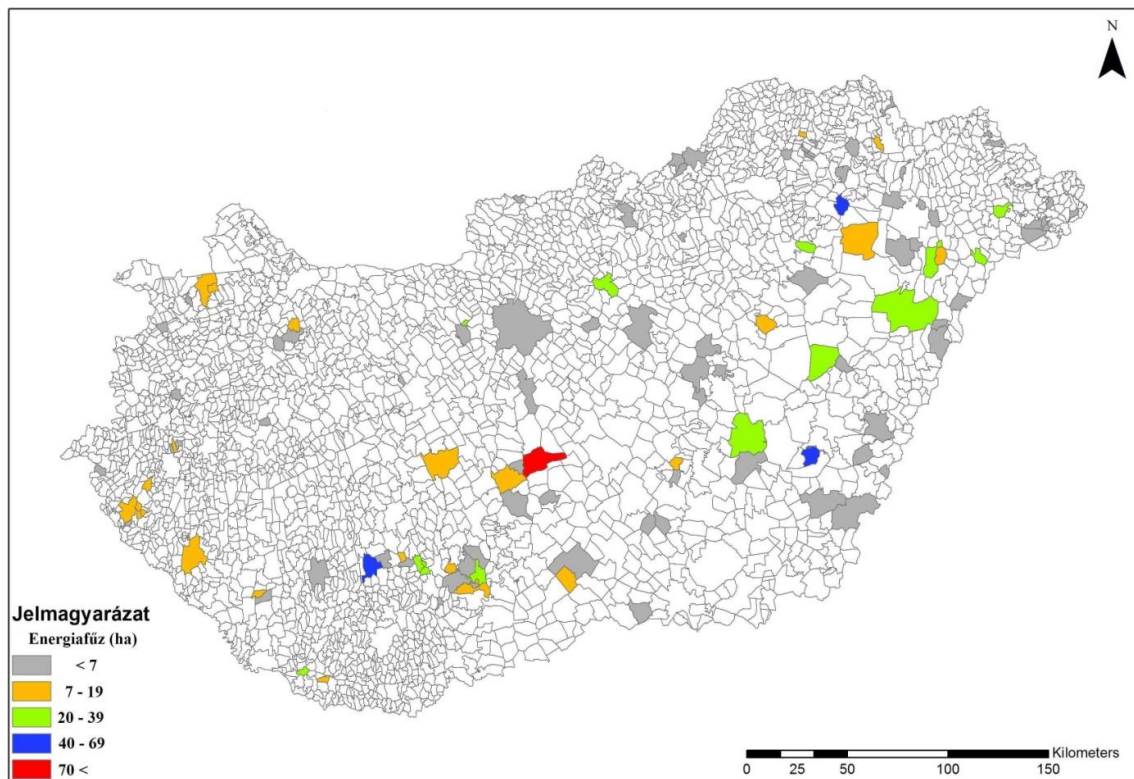 N
Jelmagyarázat
Energiafűz (ha)
< 7
7 - 19
20 - 39
40 - 69
70 <
Kilometers
0 25 50 100 150